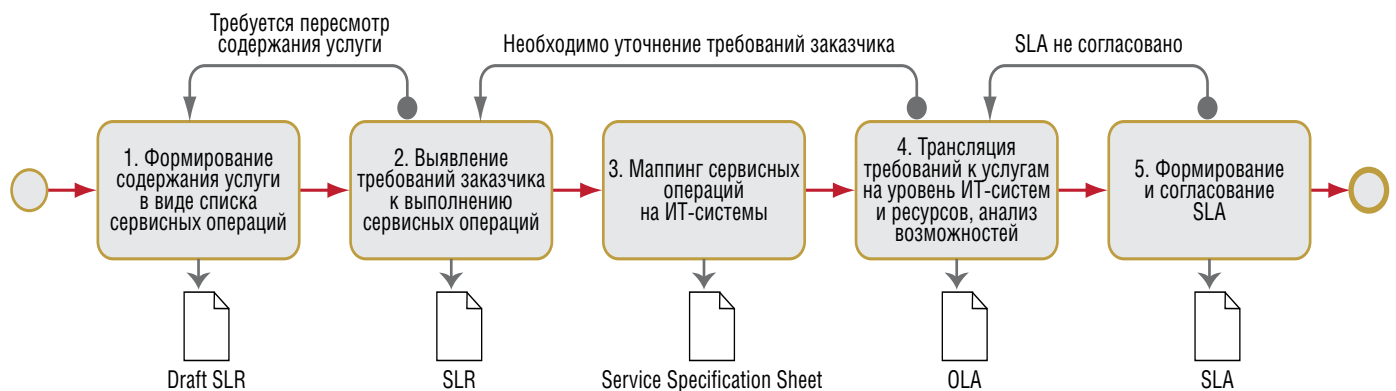 Требуется пересмотр
содержания услуги
Необходимо уточнение требований заказчика
SLA не согласовано
1. Формирование
содержания услуги
в виде списка
сервисных операций
2. Выявление
требований заказчика
к выполнению
сервисных операций
3. Маппинг сервисных
операций
на ИТ-системы
4. Трансляция
требований к услугам
на уровень ИТ-систем
и ресурсов, анализ
возможностей
5. Формирование
и согласование
SLA
Draft SLR
SLR
Service Specification Sheet
OLA
SLA